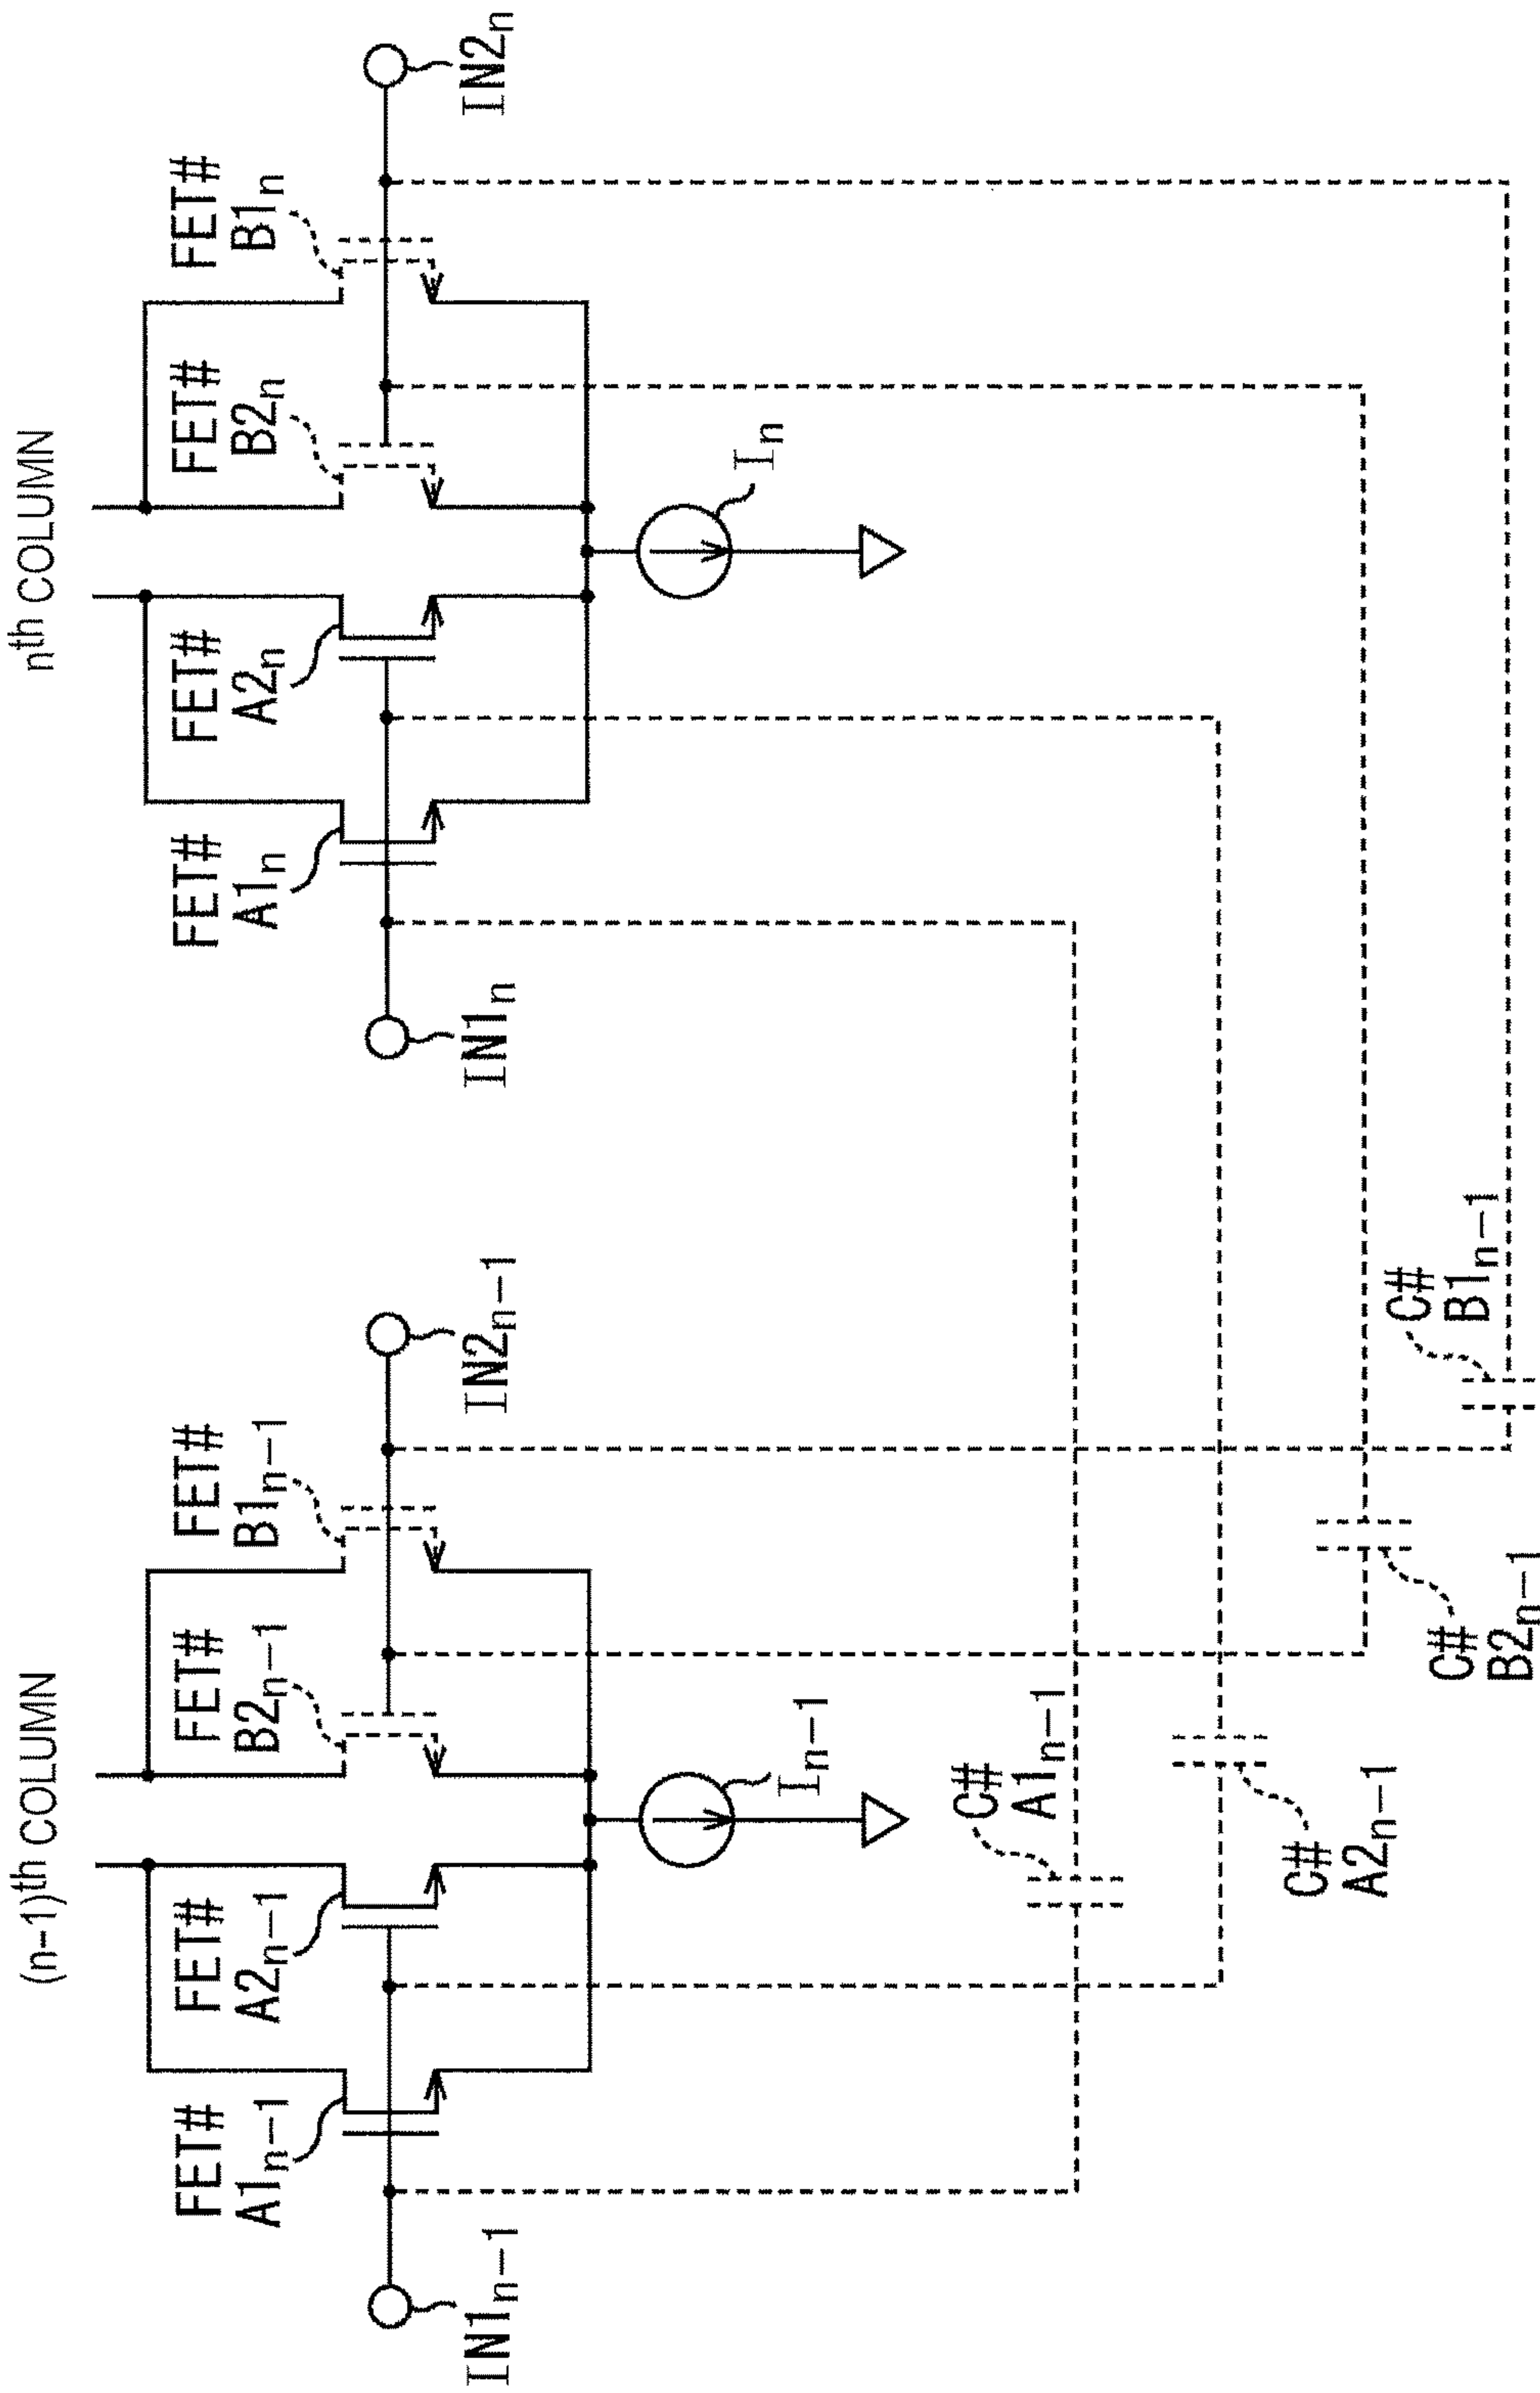 (n-1)th COLUMN
nth COLUMN
FET#
A1n-1
FET#
A2n-1
FET#
B2n-1
FET#
B1n-1
FET#
A1n
FET#
A2n
FET#
B2n
FET#
B1n
IN1n-1
IN2n-1
IN1n
IN2n
In-1
In
C#
A1n-1
C#
A2n-1
C#
B2n-1
C#
B1n-1